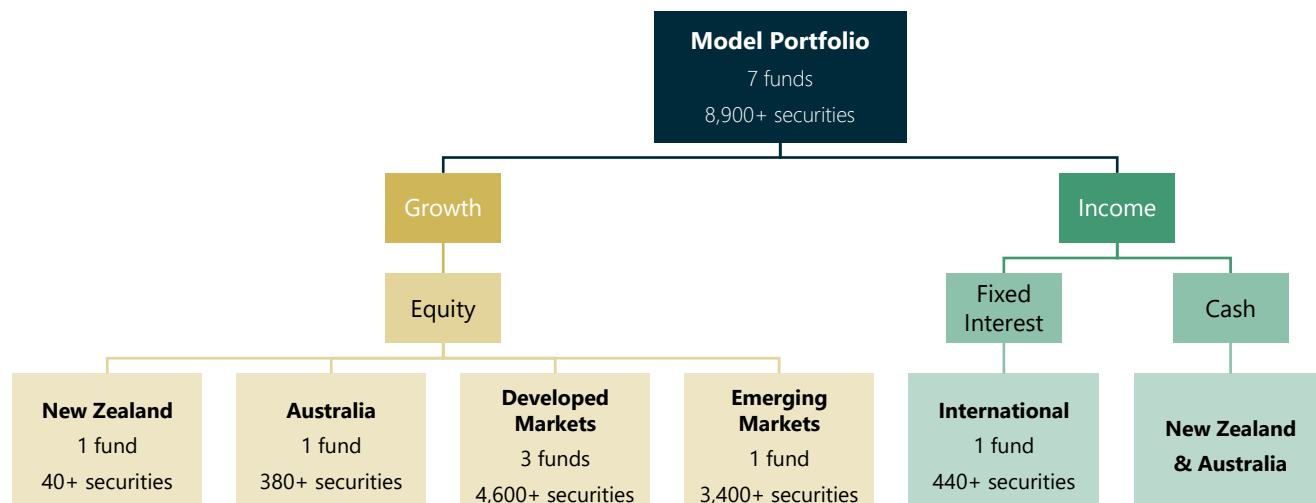 Model Portfolio
7 funds
8,900+ securities
Growth
Income
Equity
Fixed
Interest
Cash
New Zealand
1 fund
40+ securities
Australia
1 fund
380+ securities
Developed
Markets
3 funds
4,600+ securities
Emerging
Markets
1 fund
3,400+ securities
International
1 fund
440+ securities
New Zealand
& Australia